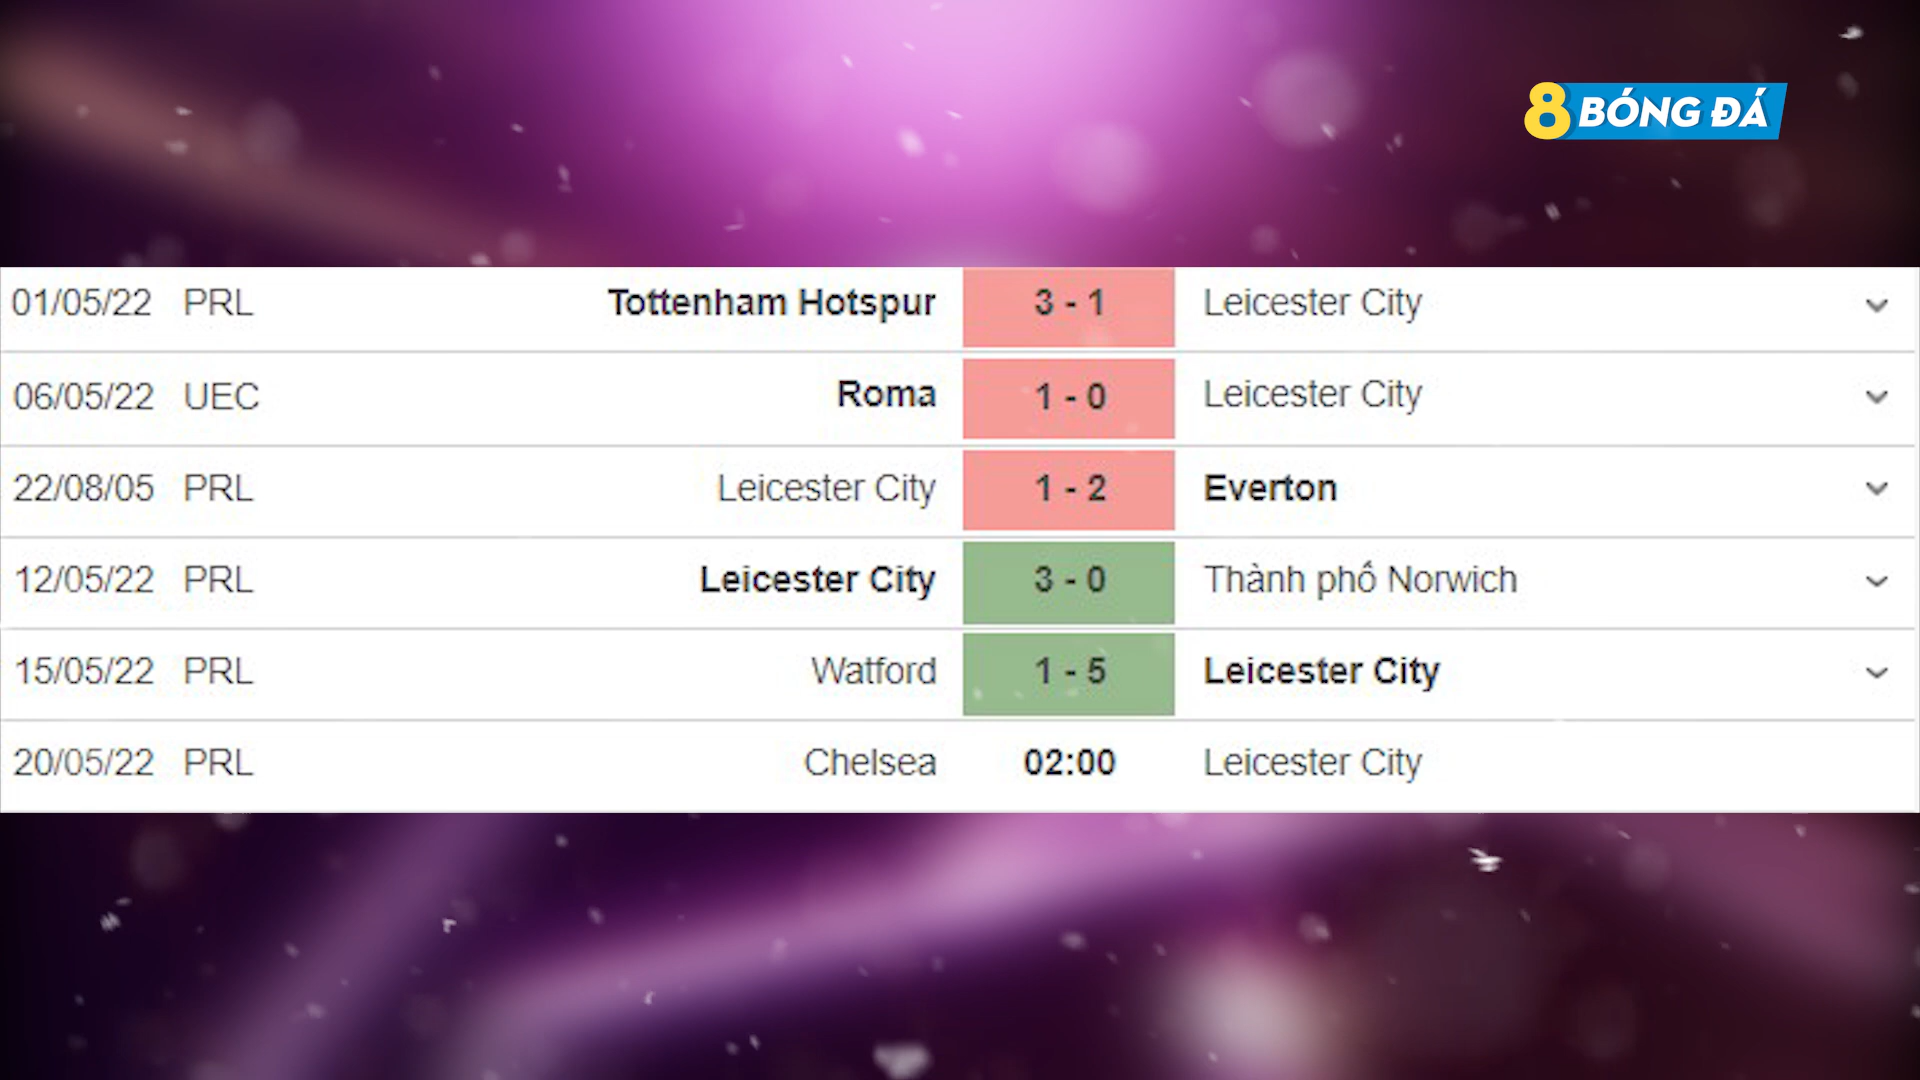 8 BÓNG ĐÁ
01/05/22 PRL Tottenham Hotspur 3 - 1 Leicester City
06/05/22 UEC Roma 1 - 0 Leicester City
22/08/05 PRL Leicester City 1 - 2 Everton
12/05/22 PRL Leicester City 3 - 0 Thành phố Norwich
15/05/22 PRL Watford 1 - 5 Leicester City
20/05/22 PRL Chelsea 02:00 Leicester City